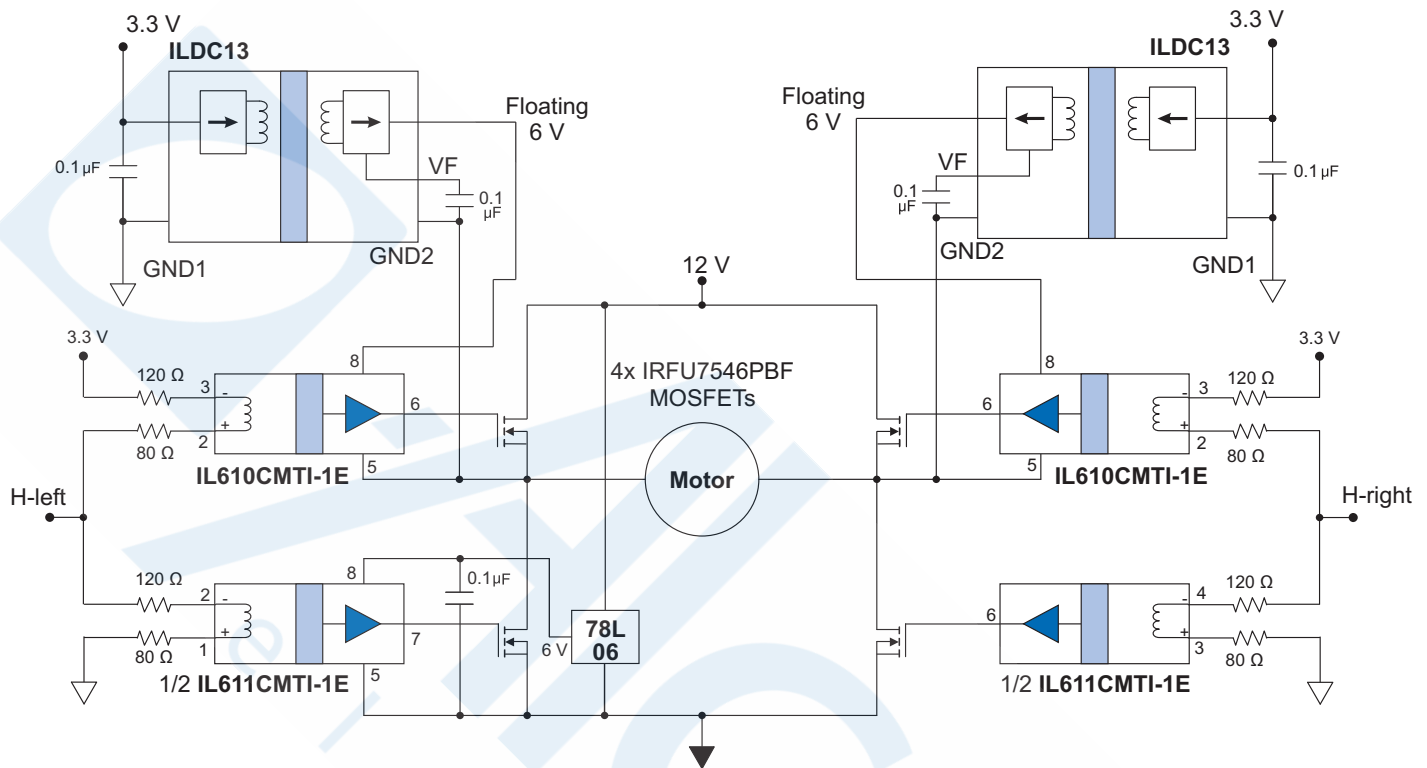 3.3 V
ILDC13
0.1 µF
Floating
6 V
VF
0.1
µF
GND1
GND2
3.3 V
ILDC13
Floating
6 V
VF
0.1
µF
0.1 µF
GND2
GND1
12 V
3.3 V
120 Ω
3
-
8
6
+
2
80 Ω
5
IL610CMTI-1E
4x IRFU7546PBF
MOSFETs
Motor
8
3.3 V
120 Ω
3
-
6
+
2
80 Ω
5
IL610CMTI-1E
H-left
H-right
120 Ω
2
-
8
0.1µF
7
+
1
80 Ω
5
1/2 IL611CMTI-1E
6 V
78L
06
120 Ω
4
-
6
+
3
80 Ω
1/2 IL611CMTI-1E